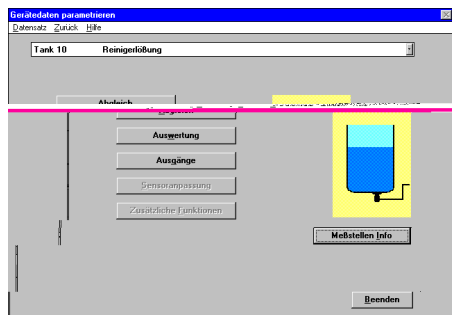 Gerätedaten parametrieren
Datensatz Zurück Hilfe
Tank 10 Reinigerlößung
Abgleich
Auswertung
Ausgänge
Sensoranpassung
Zusätzliche Funktionen
Meßstellen Info
Beenden